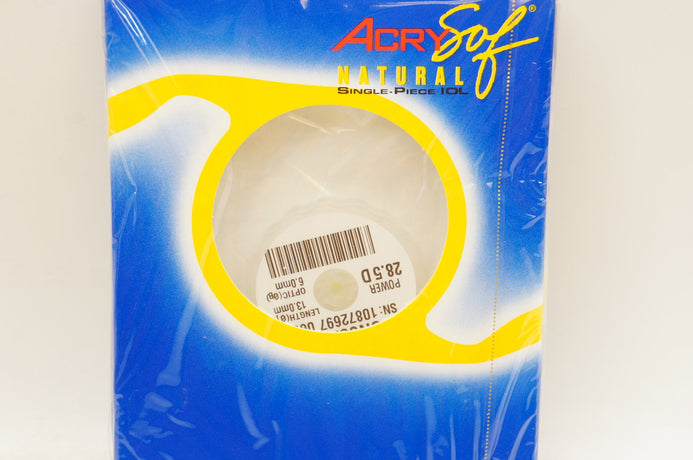 ACRYSof®
NATURAL
SINGLE-PIECE IOL
SN: 10872697
LENGTH(ø)
13.0mm
OPTIC(ø)
6.0mm
POWER
28.5 D